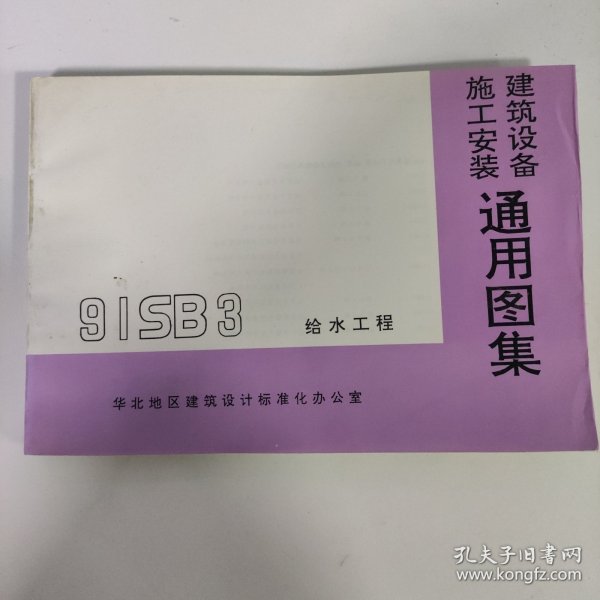 建筑设备
施工安装
通用图集
91SB3
给水工程
华北地区建筑设计标准化办公室
孔夫子旧书网
www.kongfz.com